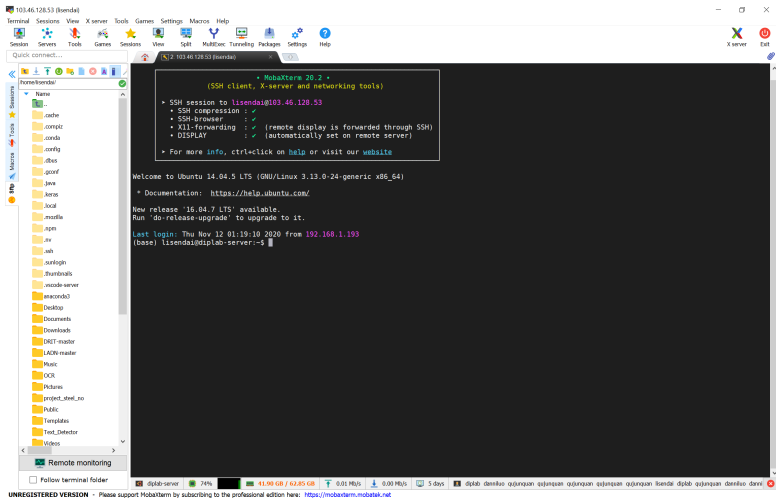 103.46.128.53 (lisendai)
Terminal Sessions View X server Tools Games Settings Macros Help
Session Servers Tools Games Sessions View Split MultiExec Tunneling Packages Settings Help X server Exit
Quick connect...
2. 103.46.128.53 (lisendai)
/home/lisendai/
Name
..
.cache
.compiz
.conda
.config
.dbus
.gconf
.java
.keras
.local
.mozilla
.npm
.nv
.ssh
.sunlogin
.thumbnails
.vscode-server
anaconda3
Desktop
Documents
Downloads
DRIT-master
LADN-master
Music
OCR
Pictures
project_steel_no
Public
Templates
Text_Detector
Videos
Sessions
Tools
Macros
Sftp
Remote monitoring
Follow terminal folder
• MobaXterm 20.2 •
(SSH client, X-server and networking tools)
► SSH session to lisendai@103.46.128.53
• SSH compression : ✔
• SSH-browser : ✔
• X11-forwarding : ✔ (remote display is forwarded through SSH)
• DISPLAY : ✔ (automatically set on remote server)
► For more info, ctrl+click on help or visit our website
Welcome to Ubuntu 14.04.5 LTS (GNU/Linux 3.13.0-24-generic x86_64)
* Documentation: https://help.ubuntu.com/
New release '16.04.7 LTS' available.
Run 'do-release-upgrade' to upgrade to it.
Last login: Thu Nov 12 01:19:10 2020 from 192.168.1.193
(base) lisendai@diplab-server:~$
diplab-server 74% 41.90 GB / 62.85 GB 0.01 Mb/s 0.00 Mb/s 5 days diplab danniluo qujunquan qujunquan qujunquan qujunquan qujunquan lisendai diplab qujunquan diplab qujunquan danniluo danni
UNREGISTERED VERSION - Please support MobaXterm by subscribing to the professional edition here: https://mobaxterm.mobatek.net